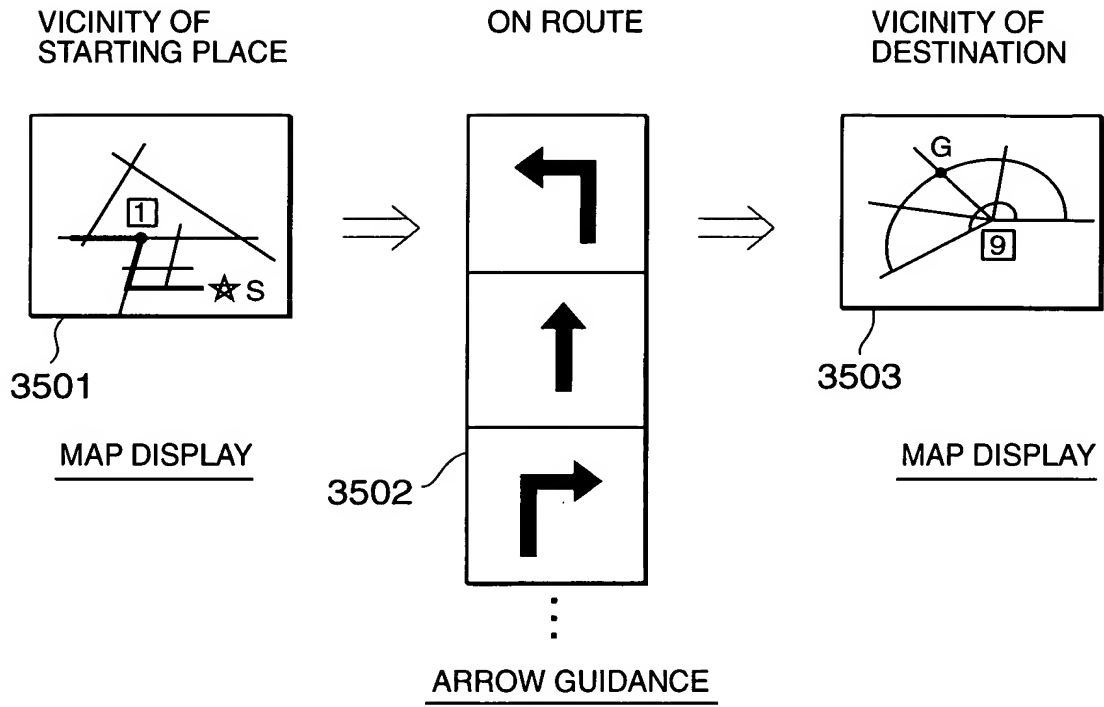 VICINITY OF
STARTING PLACE
ON ROUTE
VICINITY OF
DESTINATION
1
S
G
9
3501
3502
3503
MAP DISPLAY
MAP DISPLAY
ARROW GUIDANCE